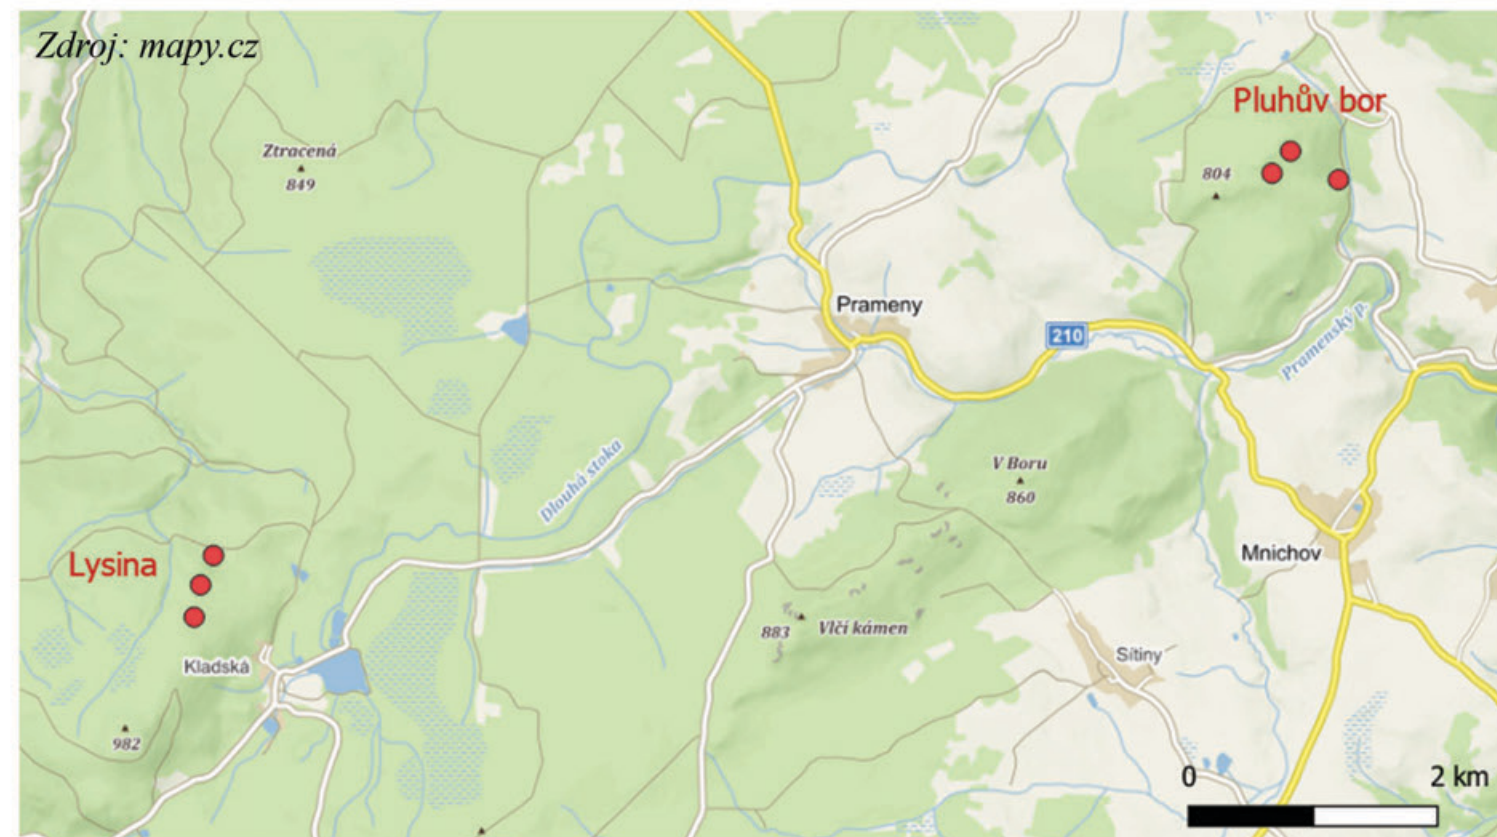 Zdroj: mapy.cz
Pluhův bor
Ztracená
849
804
Prameny
210
Pramenský p.
Dlouhá stoka
V Boru
860
Mnichov
Lysina
883
Vlčí kámen
Kladská
Sítiny
982
0
2 km